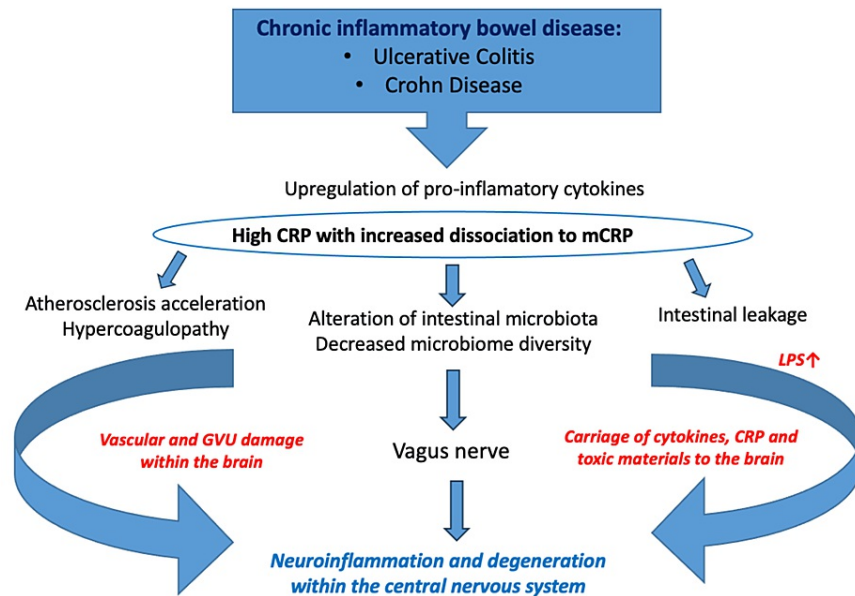 Chronic inflammatory bowel disease:
• Ulcerative Colitis
• Crohn Disease
Upregulation of pro-inflamatory cytokines
High CRP with increased dissociation to mCRP
Atherosclerosis acceleration
Hypercoagulopathy
Alteration of intestinal microbiota
Decreased microbiome diversity
Intestinal leakage
LPS↑
Vascular and GVU damage
within the brain
Vagus nerve
Carriage of cytokines, CRP and
toxic materials to the brain
Neuroinflammation and degeneration
within the central nervous system